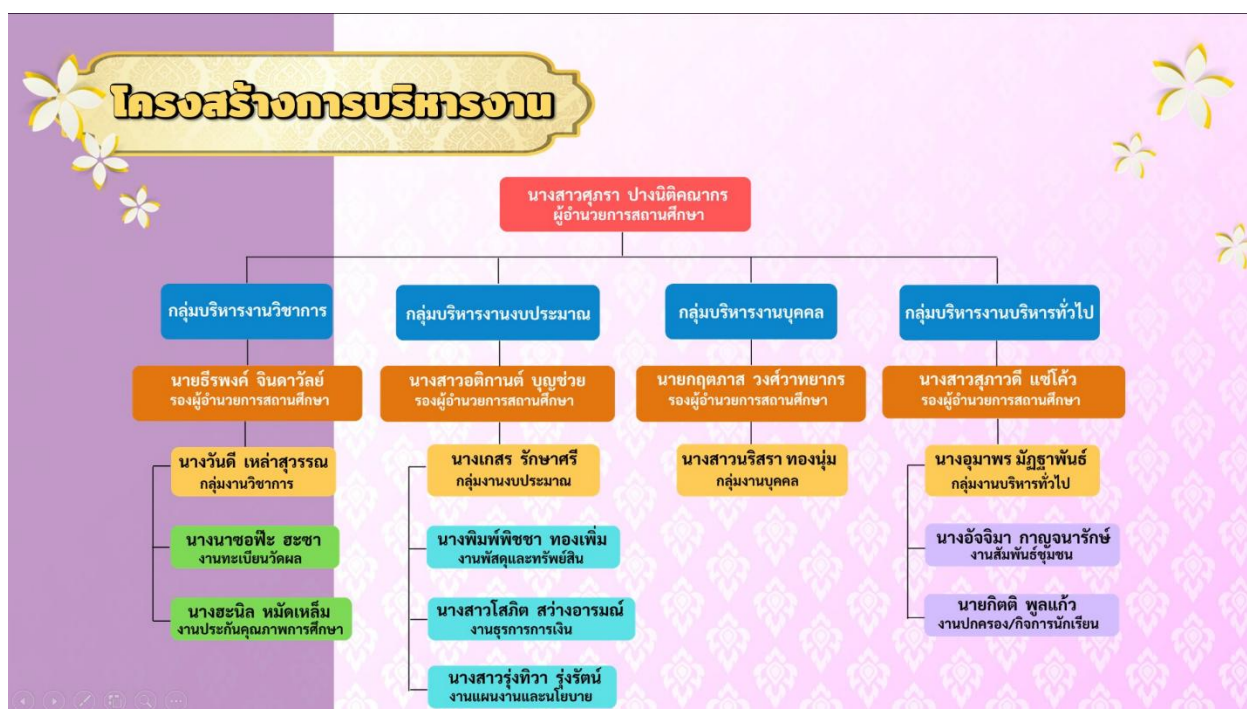 โครงสร้างการบริหารงาน
นางสาวศุภรา ปางนิติคณากร
ผู้อำนวยการสถานศึกษา
กลุ่มบริหารงานวิชาการ
กลุ่มบริหารงานงบประมาณ
กลุ่มบริหารงานบุคคล
กลุ่มบริหารงานบริหารทั่วไป
นายธีรพงค์ จินดาวัลย์
รองผู้อำนวยการสถานศึกษา
นางสาวอติกานต์ บุญช่วย
รองผู้อำนวยการสถานศึกษา
นายกฤตภาส วงศ์วาทยากร
รองผู้อำนวยการสถานศึกษา
นางสาวสุภาวดี แซ่โค้ว
รองผู้อำนวยการสถานศึกษา
นางวันดี เหล่าสุวรรณ
กลุ่มงานวิชาการ
นางเกสร รักษาศรี
กลุ่มงานงบประมาณ
นางสาวนริสรา ทองนุ่ม
กลุ่มงานบุคคล
นางอุมาพร มัฏฐาพันธ์
กลุ่มงานบริหารทั่วไป
นางนาซอฟีะ ฮะซา
งานทะเบียนวัดผล
นางพิมพ์พิชชา ทองเพิ่ม
งานพัสดุและทรัพย์สิน
นางอัจจิมา กาญจนารักษ์
งานสัมพันธ์ชุมชน
นางฮะนิล หมัดเหล็ม
งานประกันคุณภาพการศึกษา
นางสาวโสภิต สว่างอารมณ์
งานธุรการการเงิน
นายกิตติ พูลแก้ว
งานปกครอง/กิจการนักเรียน
นางสาวรุ่งทิวา รุ่งรัตน์
งานแผนงานและนโยบาย